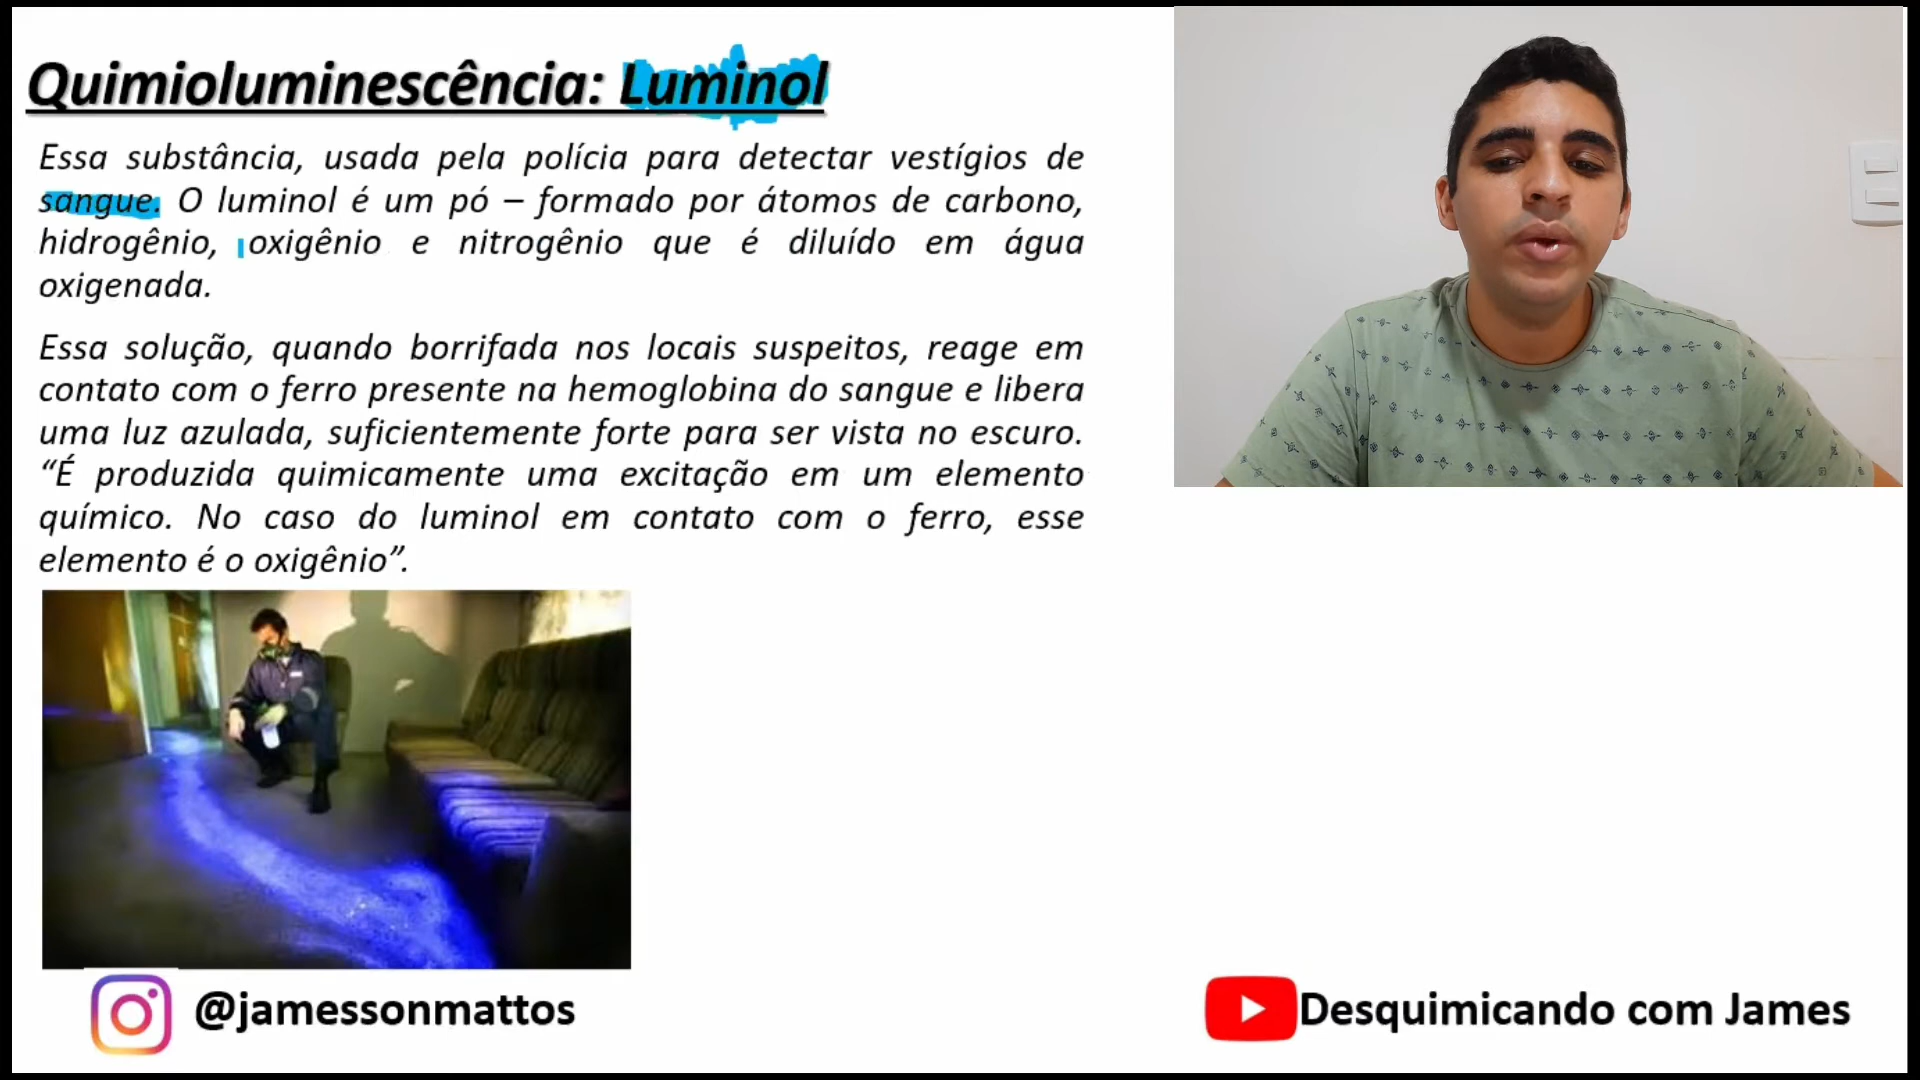 Quimioluminescência: Luminol
Essa substância, usada pela polícia para detectar vestígios de
sangue. O luminol é um pó – formado por átomos de carbono,
hidrogênio, oxigênio e nitrogênio que é diluído em água
oxigenada.
Essa solução, quando borrifada nos locais suspeitos, reage em
contato com o ferro presente na hemoglobina do sangue e libera
uma luz azulada, suficientemente forte para ser vista no escuro.
“É produzida quimicamente uma excitação em um elemento
químico. No caso do luminol em contato com o ferro, esse
elemento é o oxigênio”.
@jamessonmattos
Desquimicando com James